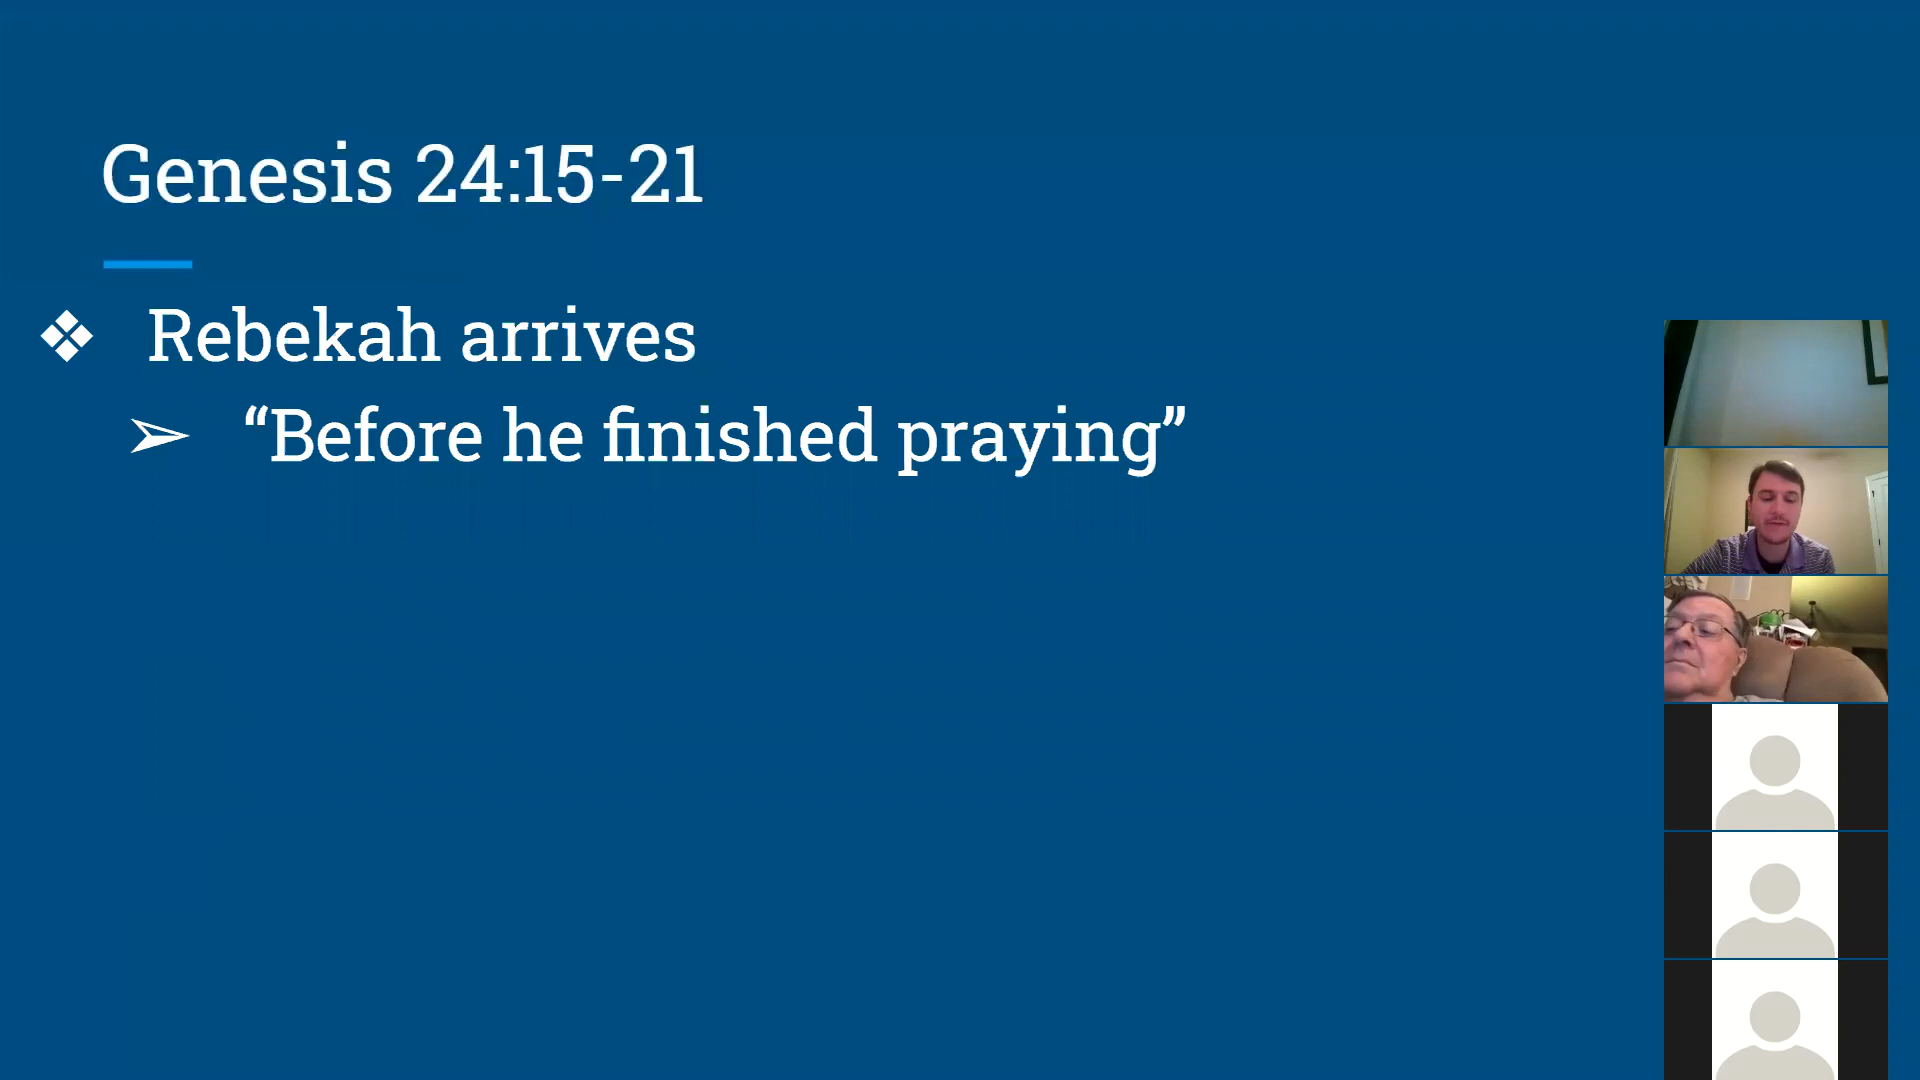 Genesis 24:15-21
❖ Rebekah arrives
➢ “Before he finished praying”